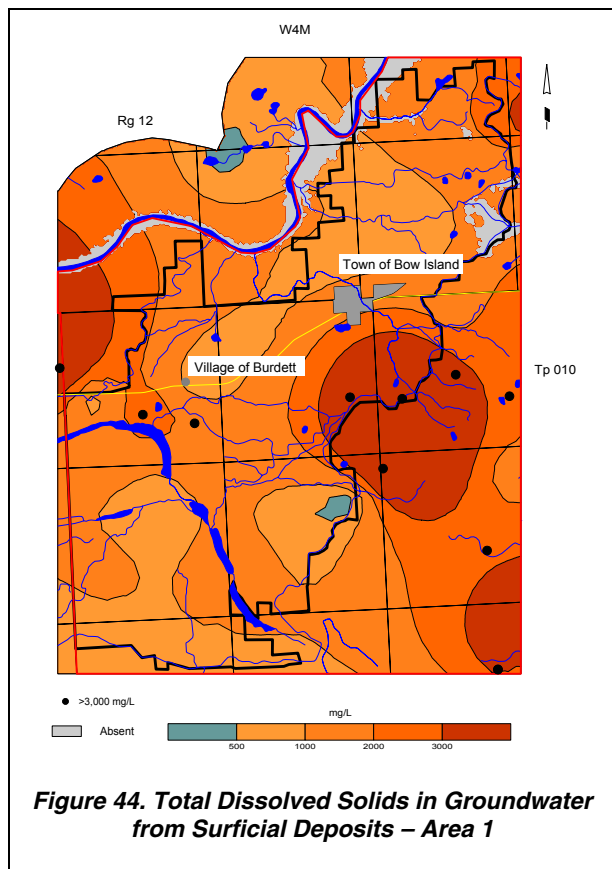 W4M
Rg 12
Town of Bow Island
Village of Burdett
Tp 010
>3,000 mg/L
mg/L
Absent
500 1000 2000 3000
Figure 44. Total Dissolved Solids in Groundwater
from Surficial Deposits – Area 1